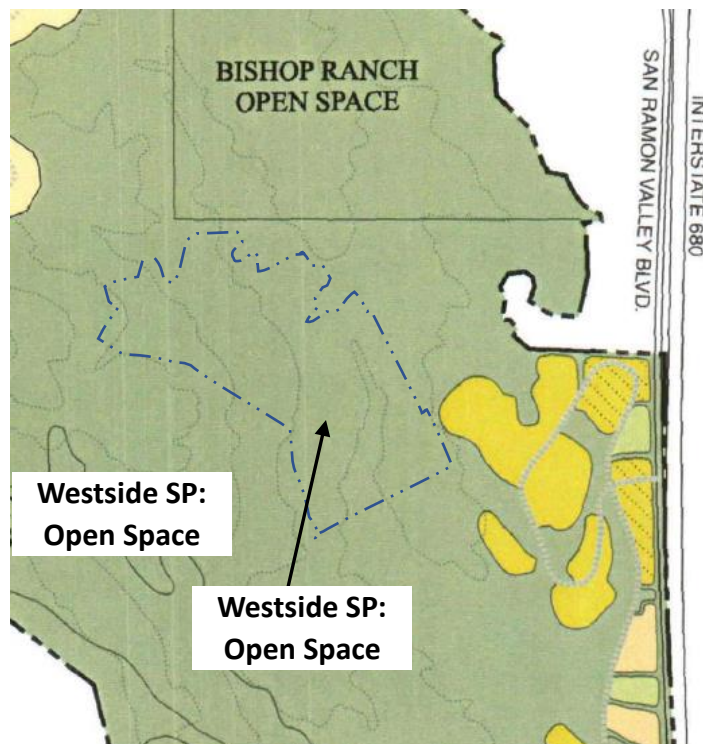 BISHOP RANCH
OPEN SPACE
SAN RAMON VALLEY BLVD.
INTERSTATE 680
Westside SP:
Open Space
Westside SP:
Open Space